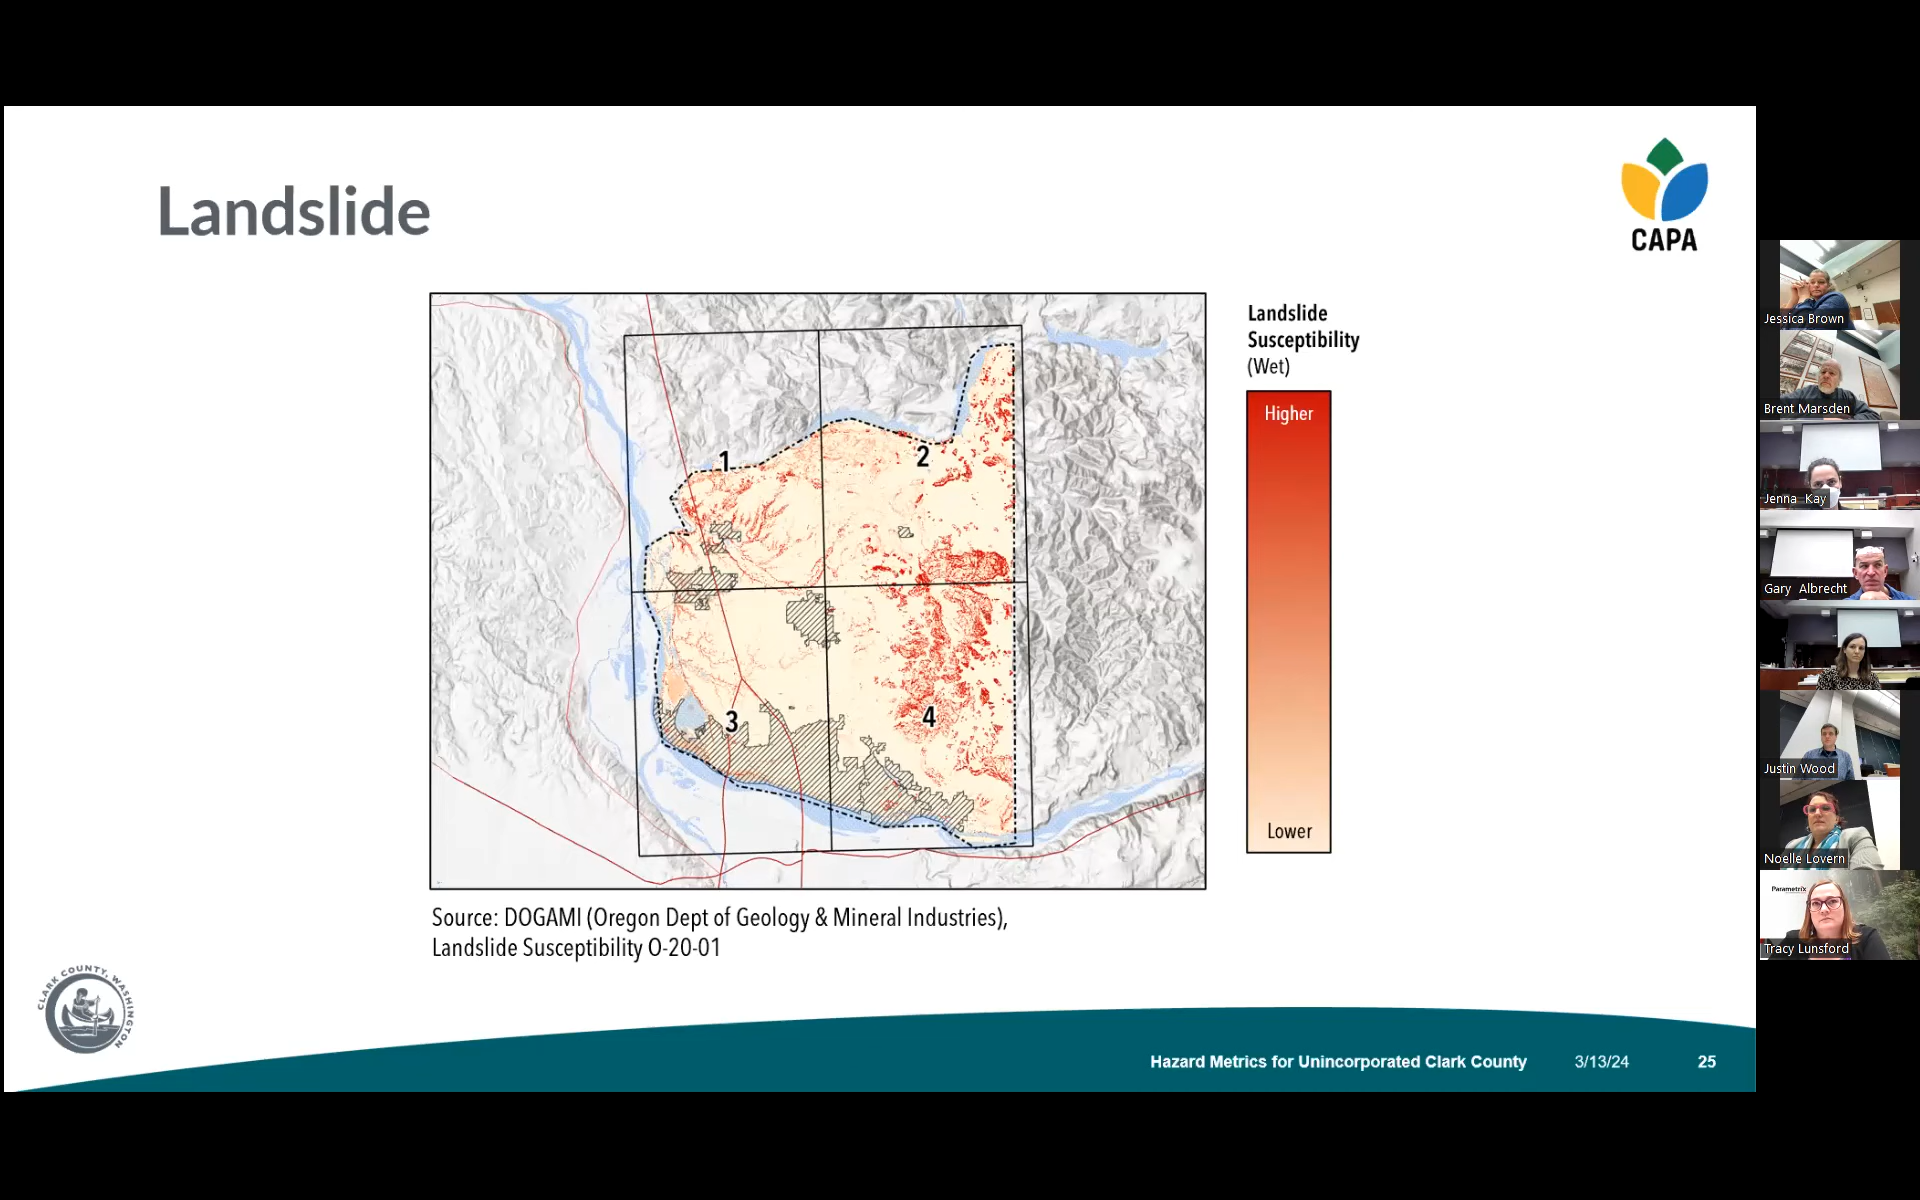 Landslide
CAPA
Landslide
Susceptibility
(Wet)
Higher
Lower
1
2
3
4
Source: DOGAMI (Oregon Dept of Geology & Mineral Industries),
Landslide Susceptibility O-20-01
CLARK COUNTY, WASHINGTON
Hazard Metrics for Unincorporated Clark County 3/13/24 25
Jessica Brown
Brent Marsden
Jenna Kay
Gary Albrecht
Justin Wood
Noelle Lovern
Parametrix
Tracy Lunsford